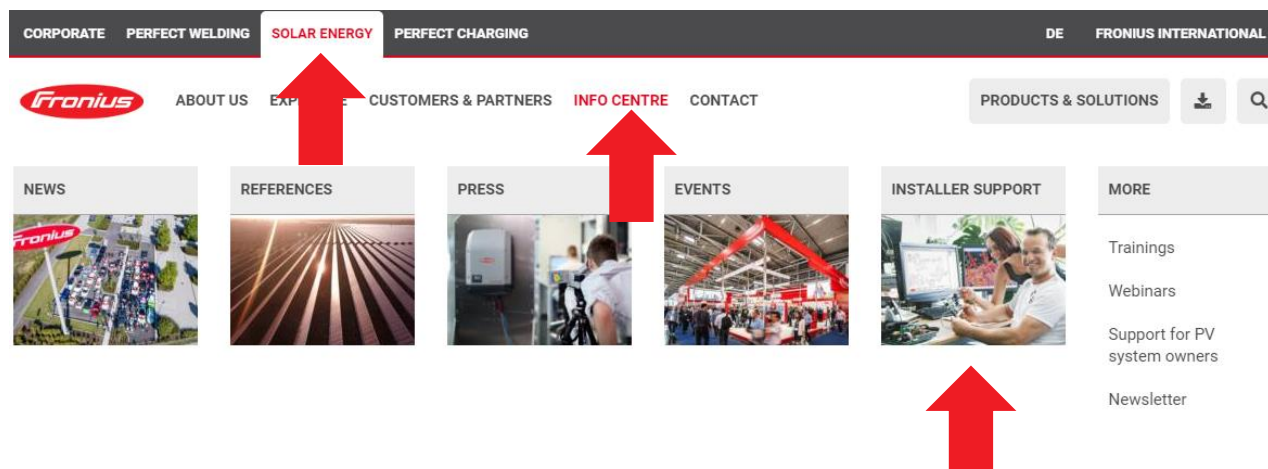 CORPORATE PERFECT WELDING SOLAR ENERGY PERFECT CHARGING DE FRONIUS INTERNATIONAL
Fronius ABOUT US CUSTOMERS & PARTNERS INFO CENTRE CONTACT PRODUCTS & SOLUTIONS
NEWS REFERENCES PRESS EVENTS INSTALLER SUPPORT MORE
Fronius
Trainings
Webinars
Support for PV
system owners
Newsletter